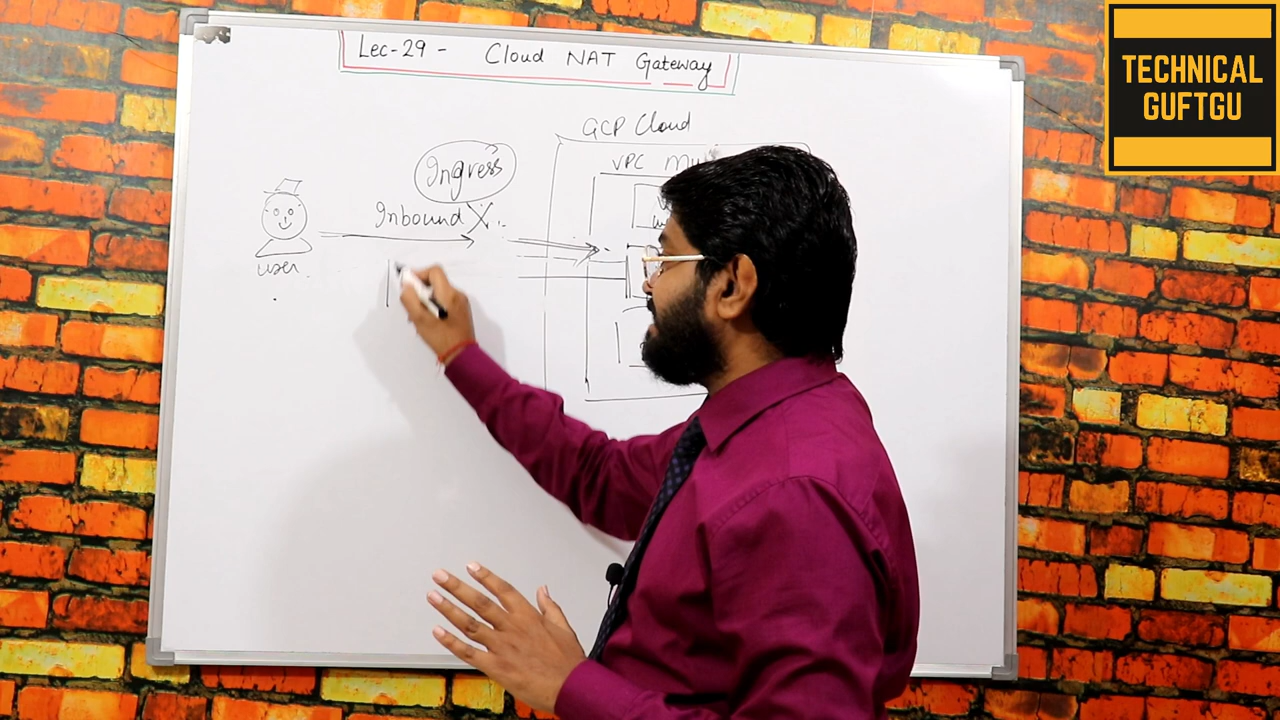 Lec-29 - Cloud NAT Gateway
TECHNICAL
GUFTGU
GCP Cloud
Ingress
VPC
Inbound X
user.